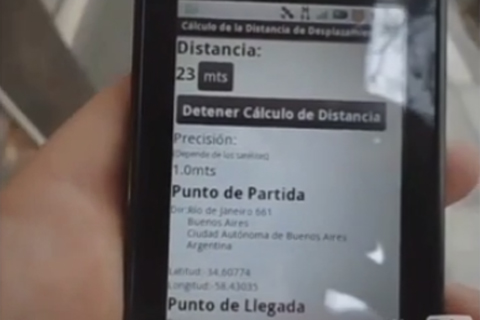 Cálculo de la Distancia de Desplazami
Distancia:
23 mts
Detener Cálculo de Distancia
Precisión:
(Depende de los satélites)
1.0mts
Punto de Partida
Dir:Rio de Janeiro 661
Buenos Aires
Ciudad Autónoma de Buenos Aires
Argentina
Latitud:-34.60774
Longitud:-58.43035
Punto de Llegada